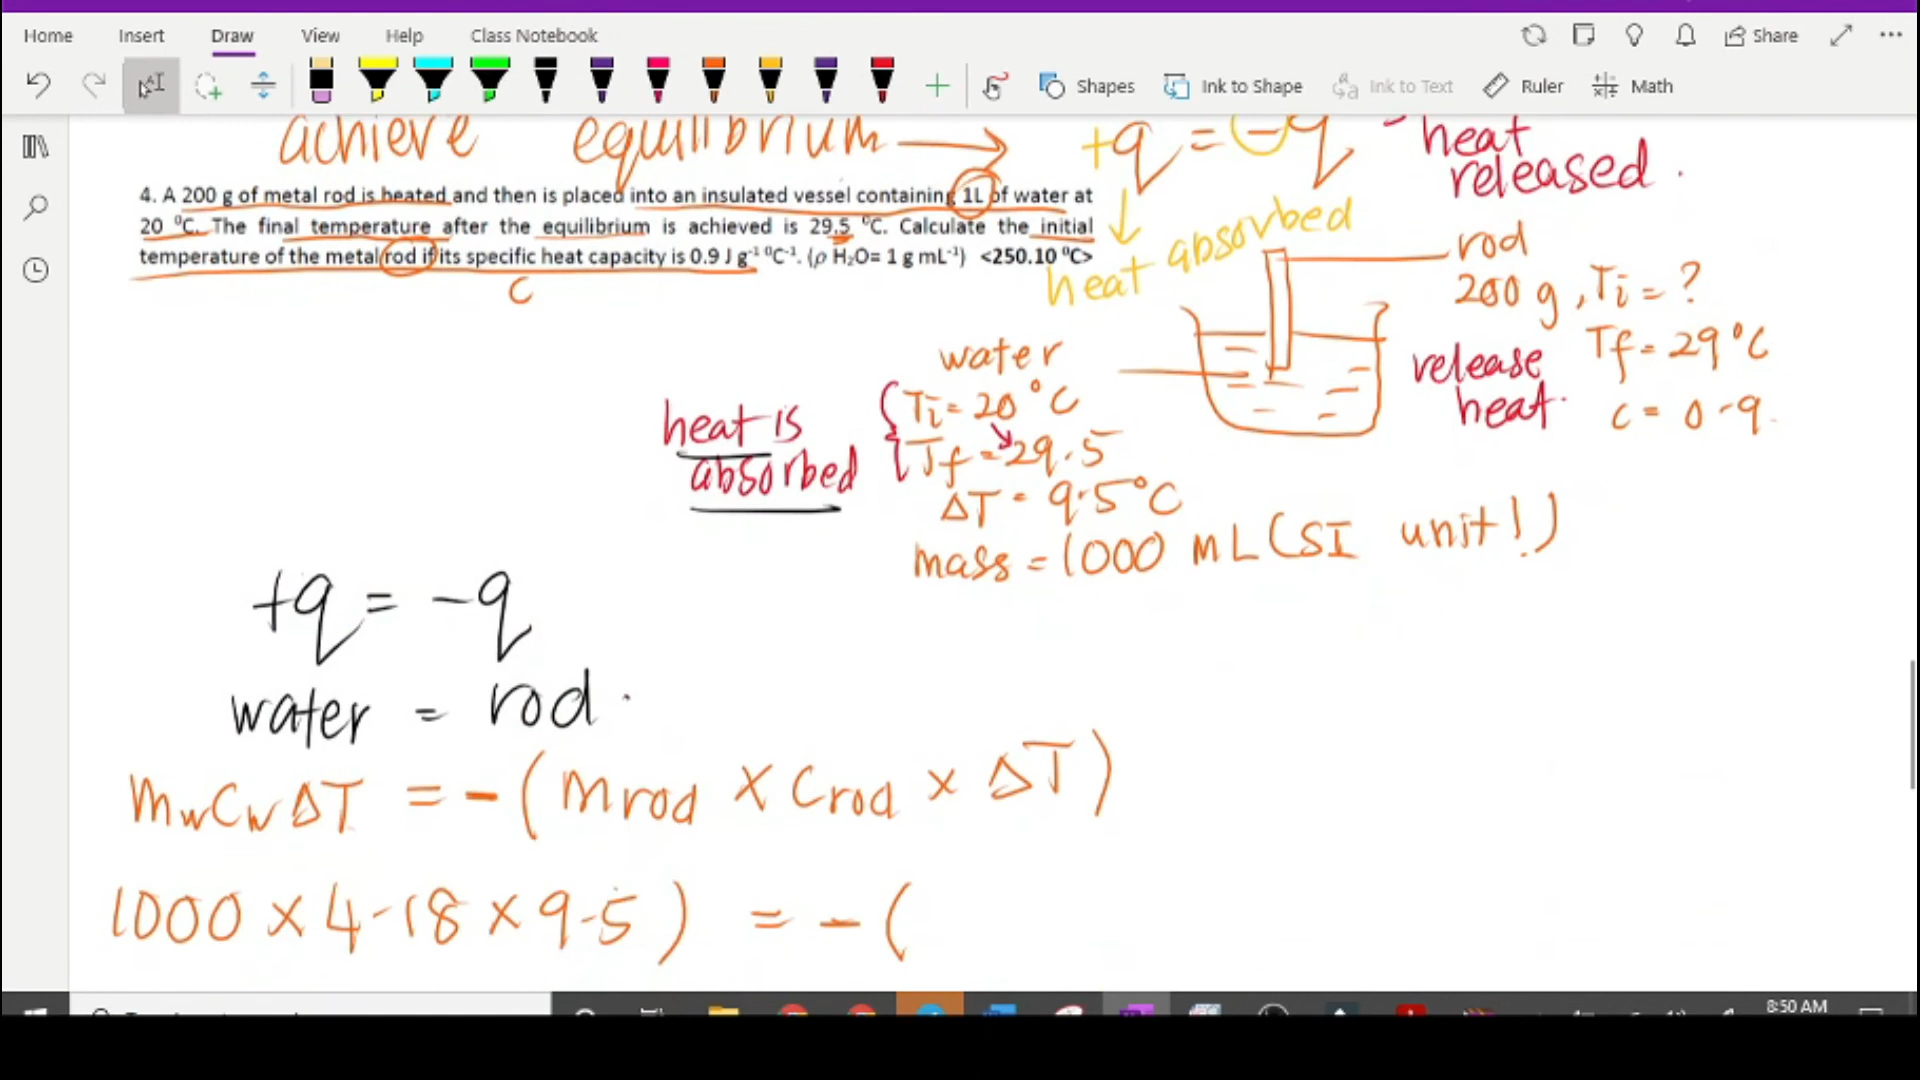 Home Insert Draw View Help Class Notebook Share
Shapes Ink to Shape Ink to Text Ruler Math
achieve equilibrium → +q = -q - heat released.
↓
heat absorbed
4. A 200 g of metal rod is heated and then is placed into an insulated vessel containing 1L of water at
20 ⁰C. The final temperature after the equilibrium is achieved is 29.5 ⁰C. Calculate the initial
temperature of the metal rod if its specific heat capacity is 0.9 J g⁻¹ ⁰C⁻¹. (ρ H₂O= 1 g mL⁻¹) <250.10 ⁰C>
C
rod
200 g, Ti = ?
Tf = 29°C
c = 0.9.
release
heat.
water
Ti = 20°C
Tf = 29.5
ΔT = 9.5°C
mass = 1000 mL (SI unit!)
heat is
absorbed
+q = -q
water = rod.
mwCwΔT = -(mrod x Crod x ΔT)
1000 x 4.18 x 9.5) = -(
8:50 AM